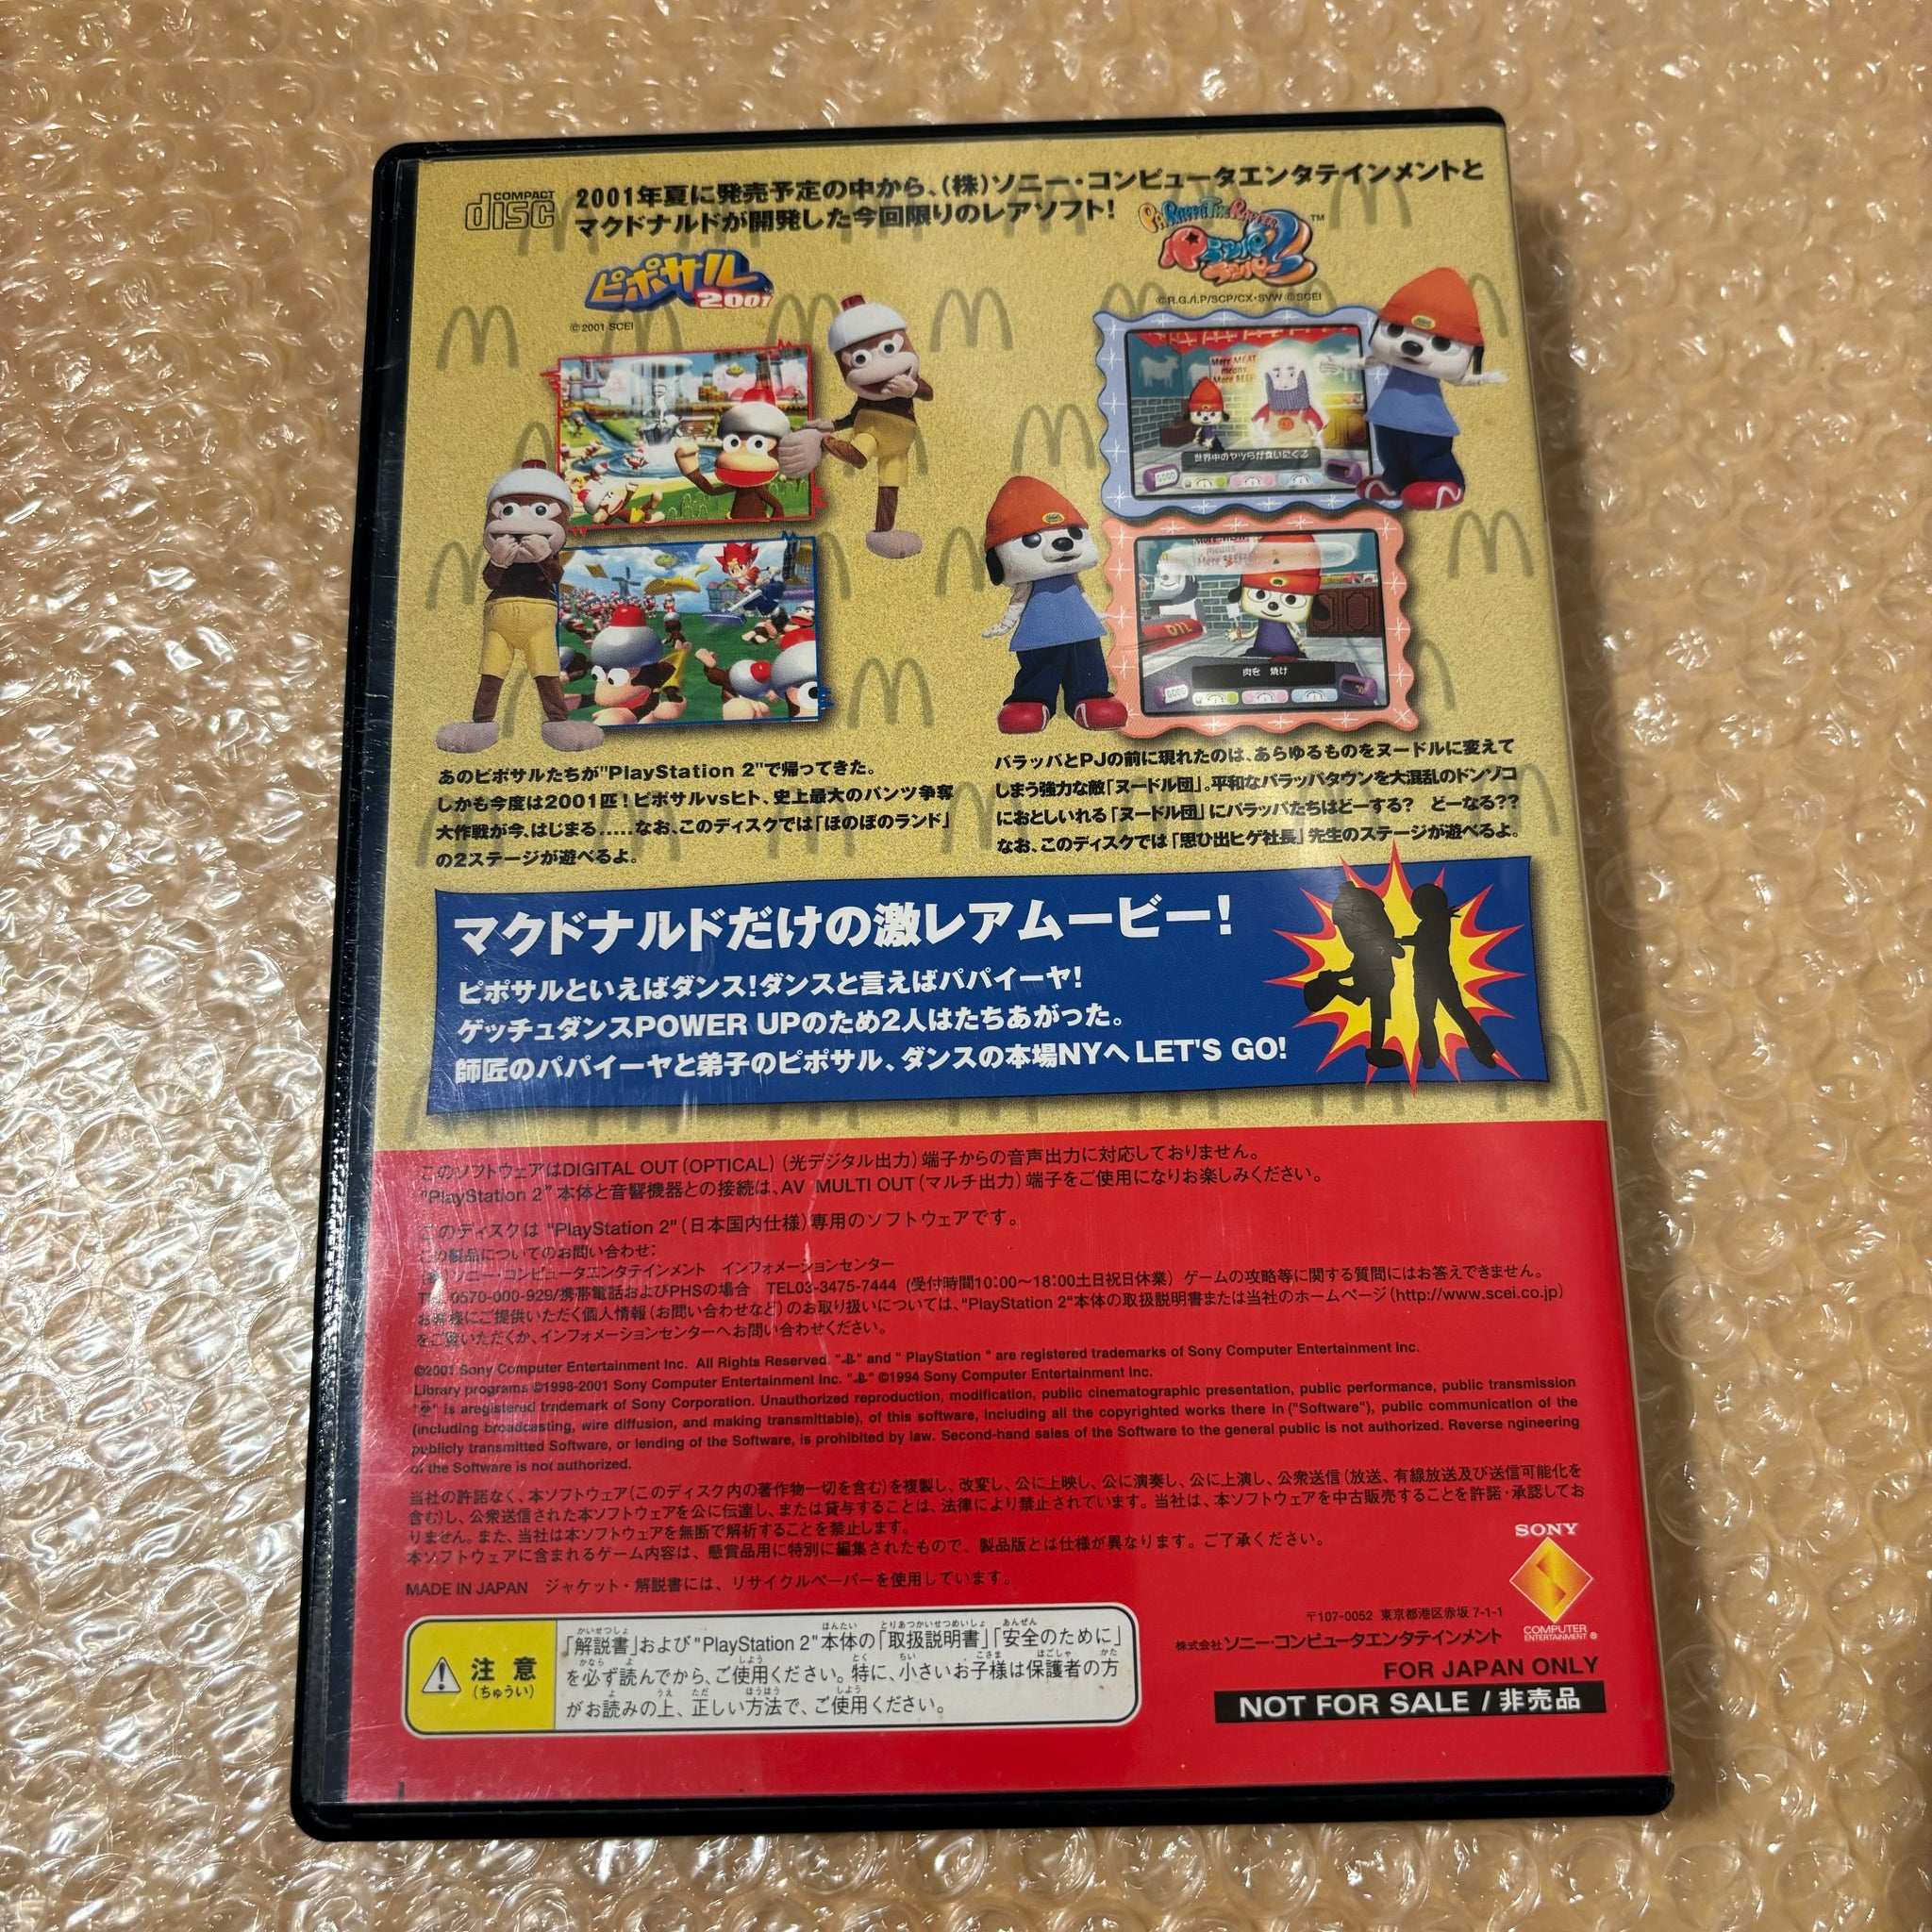 COMPACT
disc
2001年夏に発売予定の中から、(株)ソニー・コンピュータエンタテインメントと
マクドナルドが開発した今回限りのレアソフト!
ピポサル
2001
©2001 SCEI
PARAPPA THE RAPPER
パラッパラッパー2™
©R.G./I.P/SCP/CX・SVW ©SCEI
More MEAT
means
More BEEF
世界中のヤツらが食いにくる
GOOD
means
More BEEF
肉を 焼け
GOOD
あのピポサルたちが"PlayStation 2"で帰ってきた。
しかも今度は2001匹!ピポサルvsヒト、史上最大のパンツ争奪
大作戦が今、はじまる.....なお、このディスクでは「ほのぼのランド」
の2ステージが遊べるよ。
パラッパとPJの前に現れたのは、あらゆるものをヌードルに変えて
しまう強力な敵「ヌードル団」。平和なパラッパタウンを大混乱のドンゾコ
におとしいれる「ヌードル団」にパラッパたちはどーする? どーなる??
なお、このディスクでは「思ひ出ヒゲ社長」先生のステージが遊べるよ。
マクドナルドだけの激レアムービー!
ピポサルといえばダンス!ダンスと言えばパパイーヤ!
ゲッチュダンスPOWER UPのため2人はたちあがった。
師匠のパパイーヤと弟子のピポサル、ダンスの本場NYへ LET'S GO!
このソフトウェアはDIGITAL OUT(OPTICAL)(光デジタル出力)端子からの音声出力に対応しておりません。
"PlayStation 2"本体と音響機器との接続は、AV MULTI OUT(マルチ出力)端子をご使用になりお楽しみください。
このディスクは "PlayStation 2"(日本国内仕様)専用のソフトウェアです。
この製品についてのお問い合わせ:
(株) ソニー・コンピュータエンタテインメント インフォメーションセンター
TEL 0570-000-929/携帯電話およびPHSの場合 TEL03-3475-7444 (受付時間10:00〜18:00土日祝日休業) ゲームの攻略等に関する質問にはお答えできません。
お客様にご提供いただく個人情報(お問い合わせなど)のお取り扱いについては、"PlayStation 2"本体の取扱説明書または当社のホームページ(http://www.scei.co.jp)
をご覧いただくか、インフォメーションセンターへお問い合わせください。
©2001 Sony Computer Entertainment Inc. All Rights Reserved. "PS" and " PlayStation " are registered trademarks of Sony Computer Entertainment Inc.
Library programs ©1998-2001 Sony Computer Entertainment Inc. "PS" ©1994 Sony Computer Entertainment Inc.
" " is aregistered trademark of Sony Corporation. Unauthorized reproduction, modification, public cinematographic presentation, public performance, public transmission
(including broadcasting, wire diffusion, and making transmittable), of this software, including all the copyrighted works there in ("Software"), public communication of the
publicly transmitted Software, or lending of the Software, is prohibited by law. Second-hand sales of the Software to the general public is not authorized. Reverse ngineering
of the Software is not authorized.
当社の許諾なく、本ソフトウェア(このディスク内の著作物一切を含む)を複製し、改変し、公に上映し、公に演奏し、公に上演し、公衆送信(放送、有線放送及び送信可能化を
含む)し、公衆送信された本ソフトウェアを公に伝達し、または貸与することは、法律により禁止されています。当社は、本ソフトウェアを中古販売することを許諾・承認してお
りません。また、当社は本ソフトウェアを無断で解析することを禁止します。
本ソフトウェアに含まれるゲーム内容は、懸賞品用に特別に編集されたもので、製品版とは仕様が異なります。ご了承ください。
MADE IN JAPAN ジャケット・解説書には、リサイクルペーパーを使用しています。
注意
(ちゅうい)
「解説書」および"PlayStation 2"本体の「取扱説明書」「安全のために」
を必ず読んでから、ご使用ください。特に、小さいお子様は保護者の方
がお読みの上、正しい方法で、ご使用ください。
SONY
COMPUTER
ENTERTAINMENT®
〒107-0052 東京都港区赤坂 7-1-1
株式会社 ソニー・コンピュータエンタテインメント
FOR JAPAN ONLY
NOT FOR SALE / 非売品